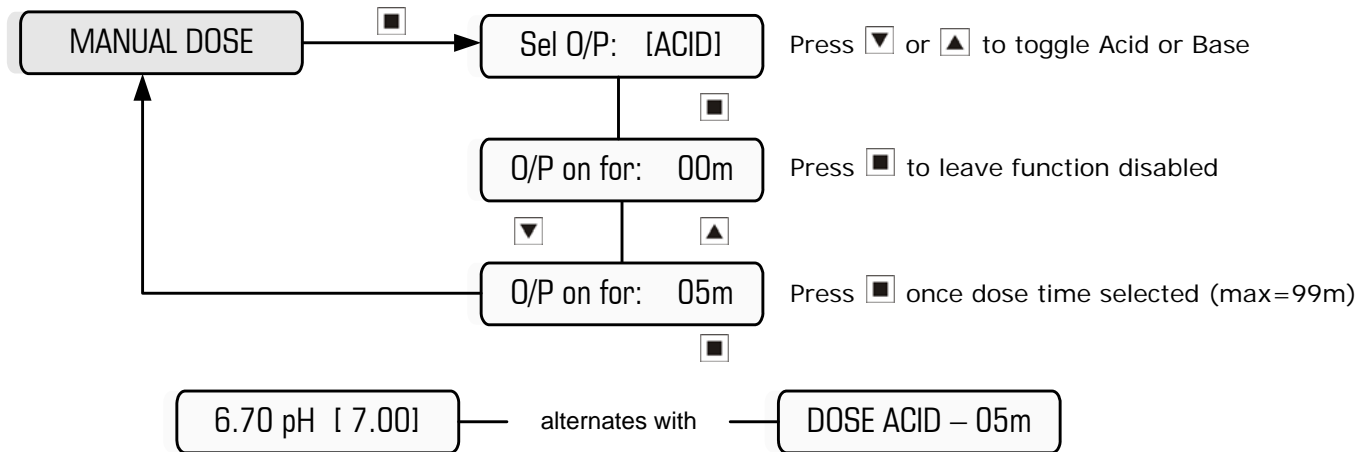 MANUAL DOSE
Sel O/P: [ACID]
Press ▼ or ▲ to toggle Acid or Base
O/P on for: 00m
Press ■ to leave function disabled
O/P on for: 05m
Press ■ once dose time selected (max=99m)
6.70 pH [ 7.00]
alternates with
DOSE ACID – 05m